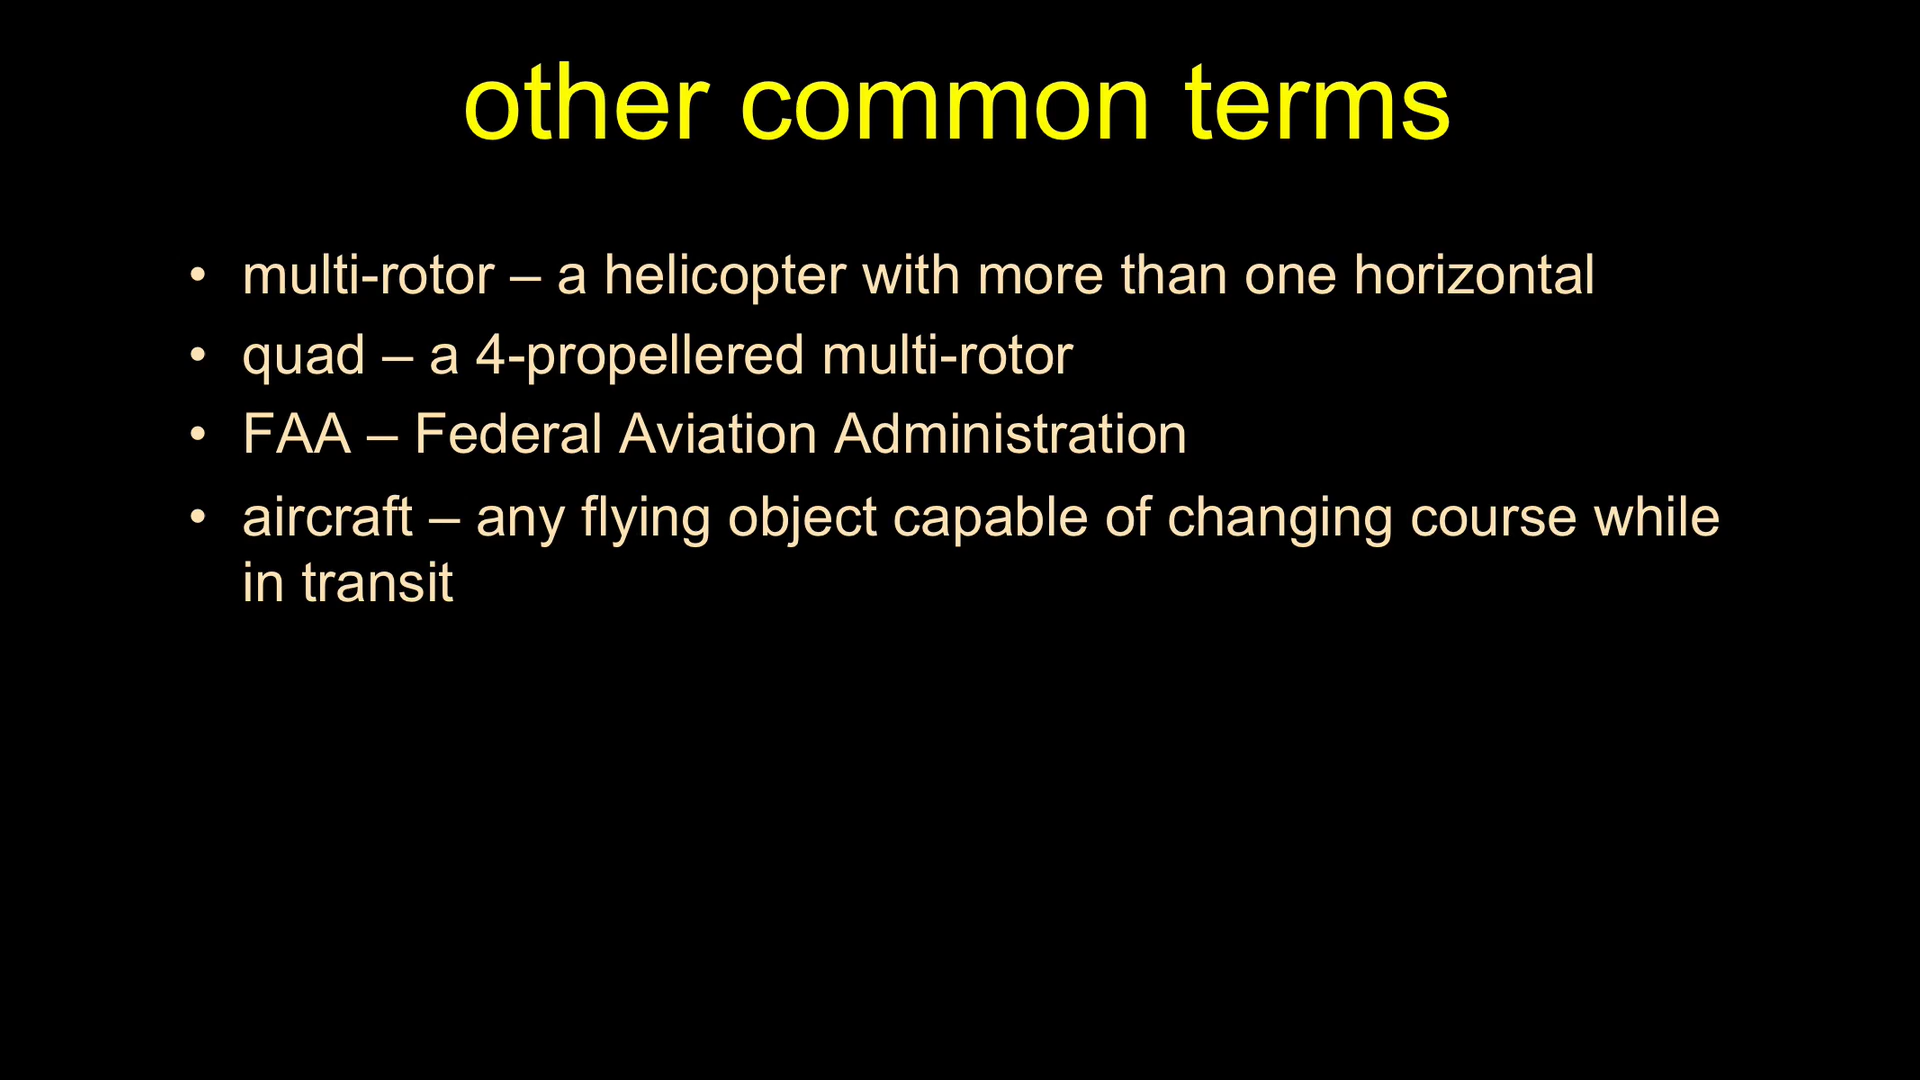 other common terms
• multi-rotor – a helicopter with more than one horizontal
• quad – a 4-propellered multi-rotor
• FAA – Federal Aviation Administration
• aircraft – any flying object capable of changing course while
in transit